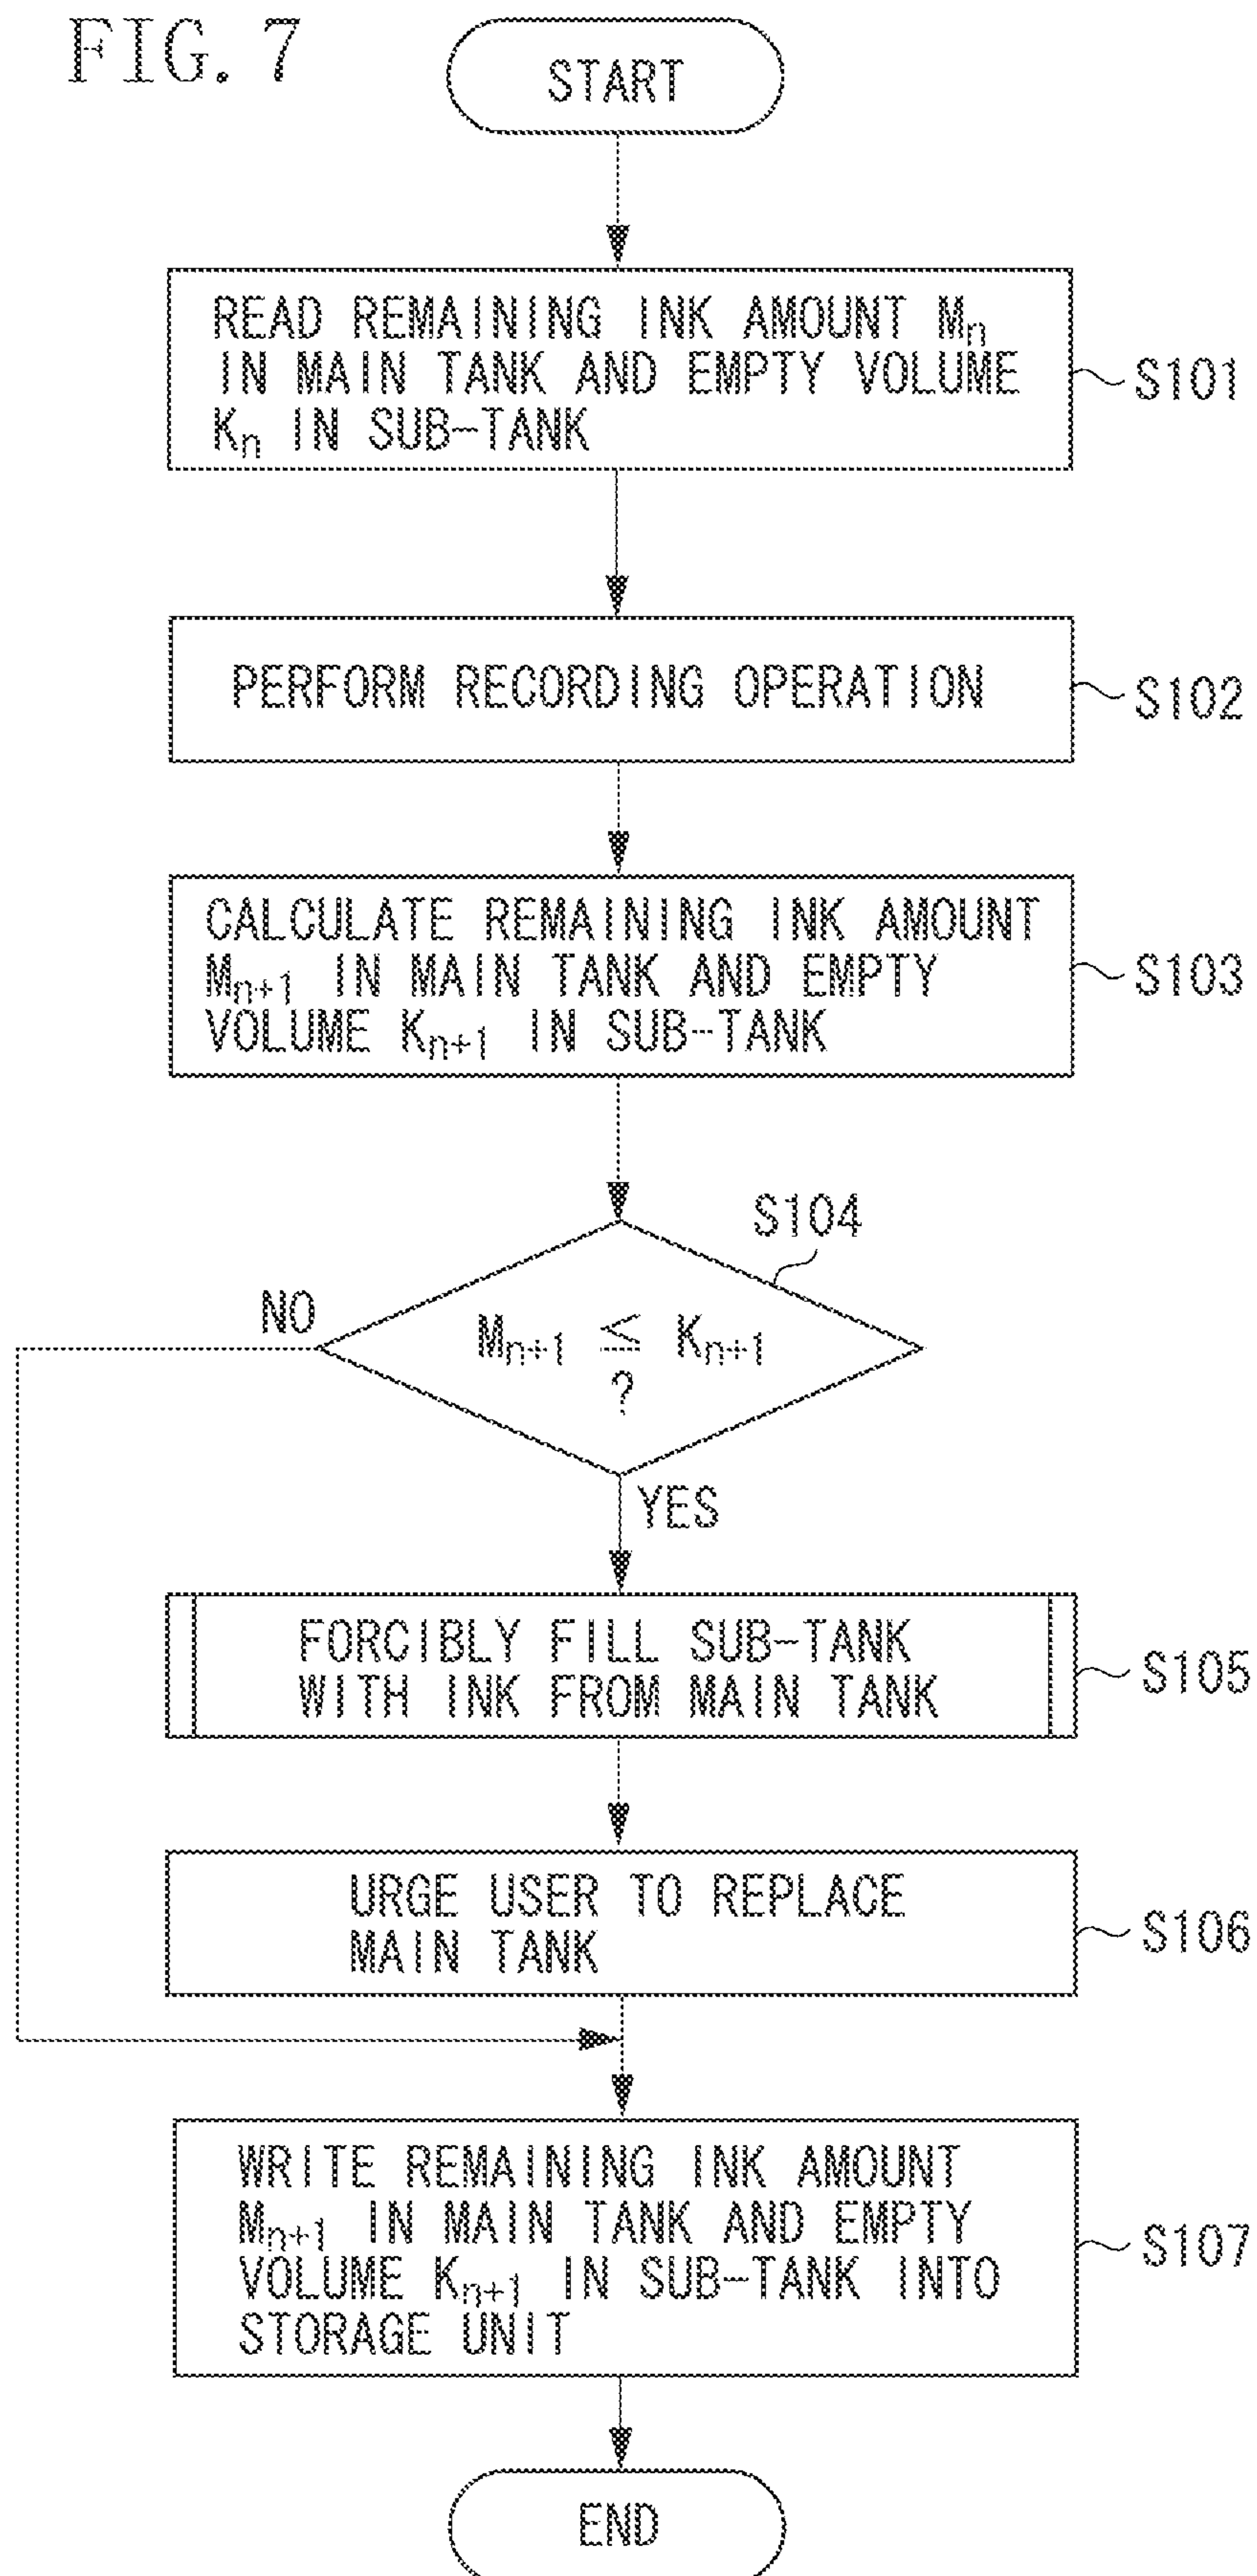 FIG. 7
START
READ REMAINING INK AMOUNT Mn
IN MAIN TANK AND EMPTY VOLUME
Kn IN SUB-TANK
S101
PERFORM RECORDING OPERATION
S102
CALCULATE REMAINING INK AMOUNT
Mn+1 IN MAIN TANK AND EMPTY
VOLUME Kn+1 IN SUB-TANK
S103
S104
NO
Mn+1 ≦ Kn+1
?
YES
FORCIBLY FILL SUB-TANK
WITH INK FROM MAIN TANK
S105
URGE USER TO REPLACE
MAIN TANK
S106
WRITE REMAINING INK AMOUNT
Mn+1 IN MAIN TANK AND EMPTY
VOLUME Kn+1 IN SUB-TANK INTO
STORAGE UNIT
S107
END